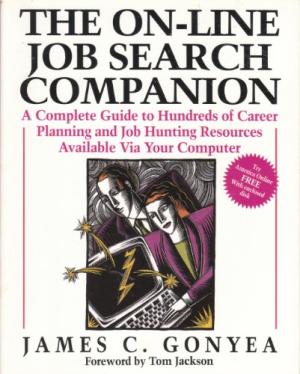 THE ON-LINE
JOB SEARCH
COMPANION
A Complete Guide to Hundreds of Career
Planning and Job Hunting Resources
Available Via Your Computer
Try
America Online
FREE
With enclosed
disk
JAMES C. GONYEA
Foreword by Tom Jackson